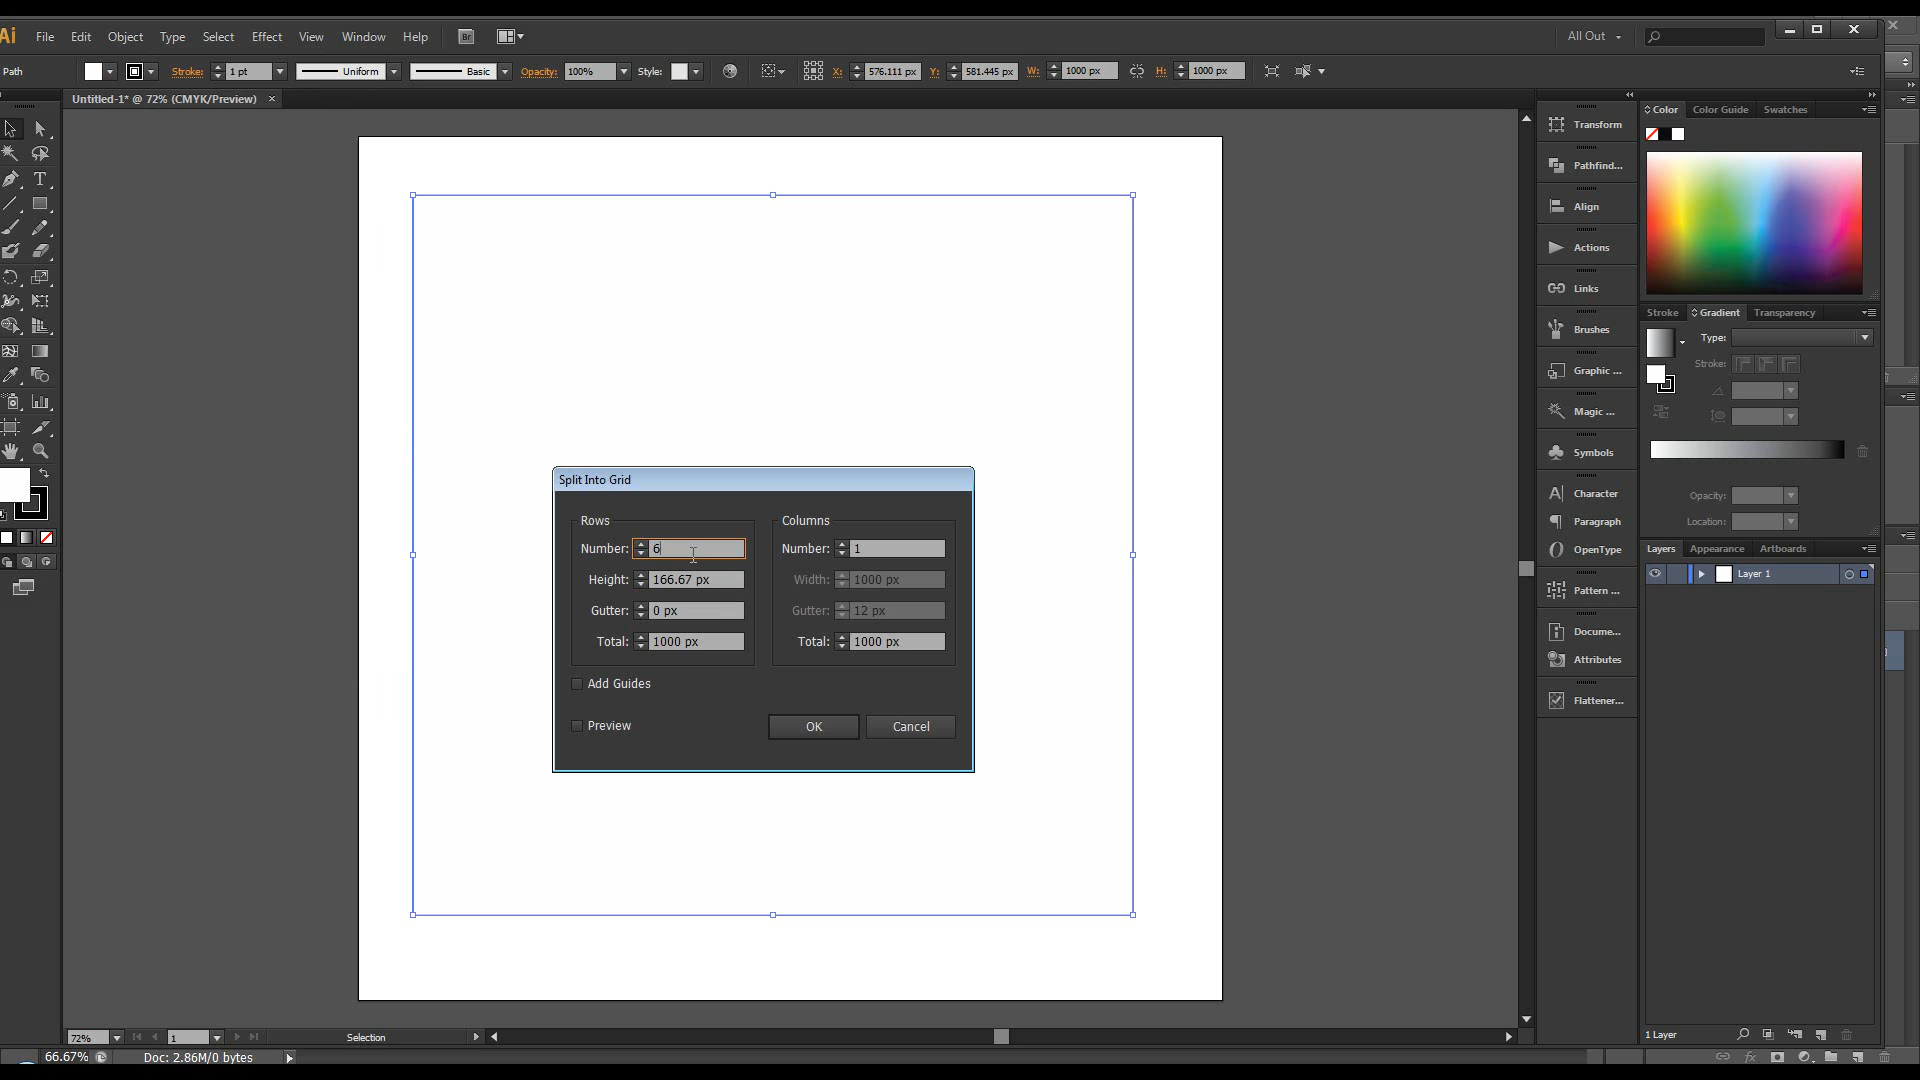 Ai File Edit Object Type Select Effect View Window Help Br All Out
Path Stroke: 1 pt Uniform Basic Opacity: 100% Style: X: 576.111 px Y: 581.445 px W: 1000 px H: 1000 px
Untitled-1* @ 72% (CMYK/Preview) ×
Color Color Guide Swatches
Transform
Pathfind...
Align
Actions
Links
Brushes
Graphic ...
Magic ...
Symbols
Character
Paragraph
OpenType
Pattern ...
Docume...
Attributes
Flattener...
Stroke Gradient Transparency
Type:
Stroke:
Opacity:
Location:
Layers Appearance Artboards
Layer 1
1 Layer
Split Into Grid
Rows Columns
Number: 6 Number: 1
Height: 166.67 px Width: 1000 px
Gutter: 0 px Gutter: 12 px
Total: 1000 px Total: 1000 px
Add Guides
Preview OK Cancel
72% 1 Selection
66.67% Doc: 2.86M/0 bytes
fx